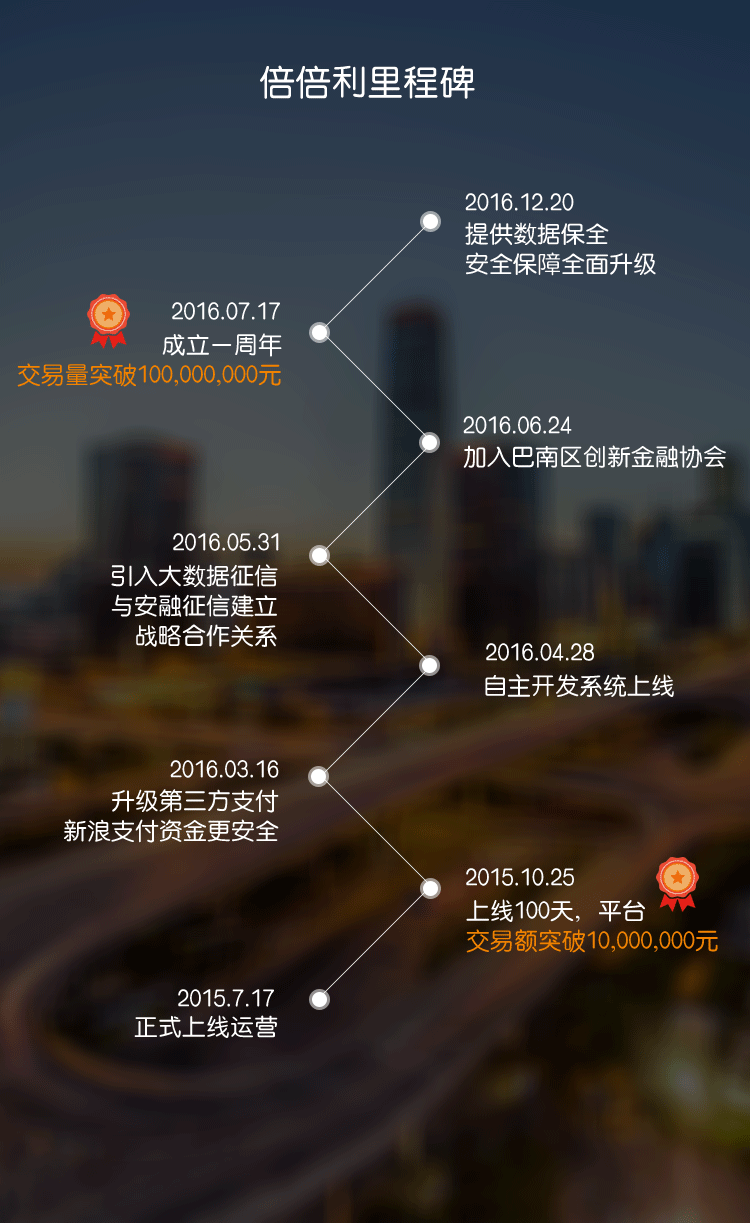 倍倍利里程碑
2016.12.20
提供数据保全
安全保障全面升级
2016.07.17
成立一周年
交易量突破100,000,000元
2016.06.24
加入巴南区创新金融协会
2016.05.31
引入大数据征信
与安融征信建立
战略合作关系
2016.04.28
自主开发系统上线
2016.03.16
升级第三方支付
新浪支付资金更安全
2015.10.25
上线100天，平台
交易额突破10,000,000元
2015.7.17
正式上线运营